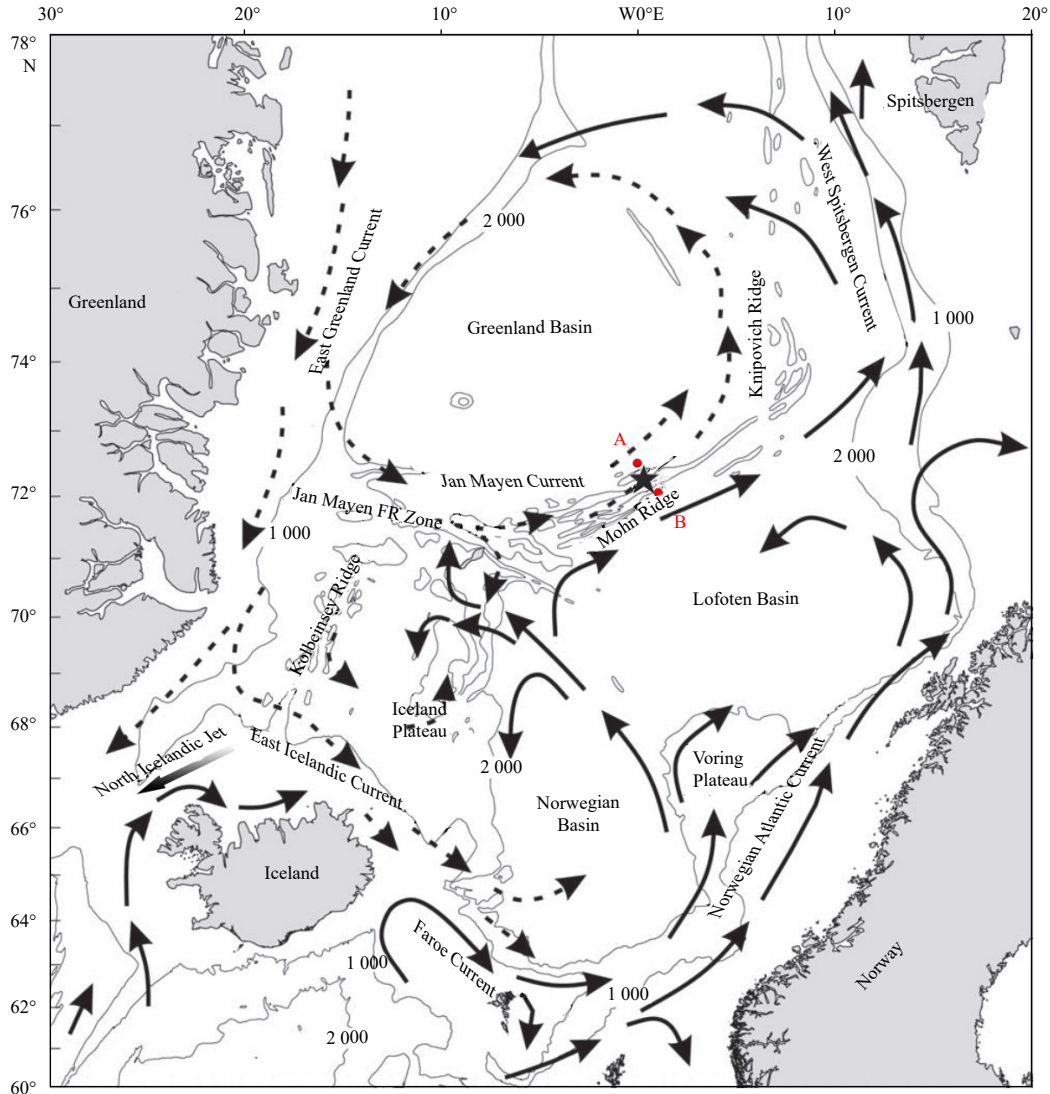 30° 20° 10° W0°E 10° 20°
78°
N
Spitsbergen
West Spitsbergen Current
76°
2 000
East Greenland Current
Greenland
Knipovich Ridge
1 000
Greenland Basin
74°
A
2 000
Jan Mayen Current
72°
Jan Mayen FR Zone
Mohn Ridge
B
1 000
Kolbeinsey Ridge
Lofoten Basin
70°
Iceland
Plateau
68°
North Icelandic Jet
East Icelandic Current
2 000
Voring
Plateau
Norwegian
Basin
Norwegian Atlantic Current
66°
Iceland
64°
Faroe Current
1 000
Norway
1 000
62°
2 000
60°